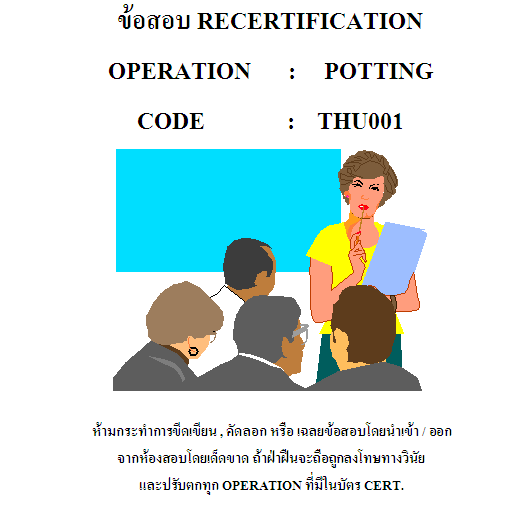 ข้อสอบ RECERTIFICATION
OPERATION : POTTING
CODE : THU001
ห้ามกระทำการขีดเขียน , คัดลอก หรือ เฉลยข้อสอบโดยนำเข้า / ออก
จากห้องสอบโดยเด็ดขาด ถ้าฝ่าฝืนจะถือถูกลงโทษทางวินัย
และปรับตกทุก OPERATION ที่มีในบัตร CERT.